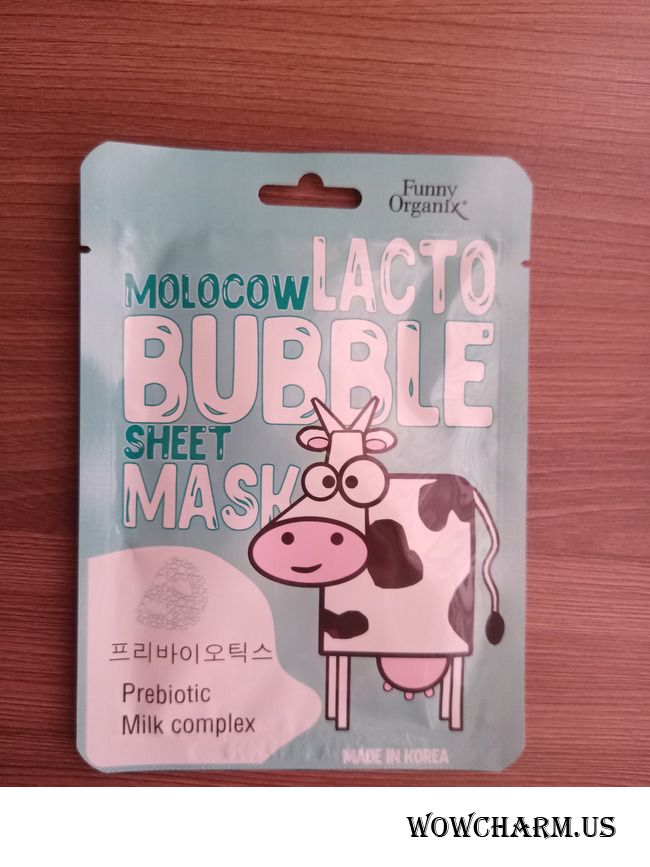 Funny
Organix®
MOLOCOW LACTO
BUBBLE
SHEET
MASK
프리바이오틱스
Prebiotic
Milk complex
MADE IN KOREA
WOWCHARM.US